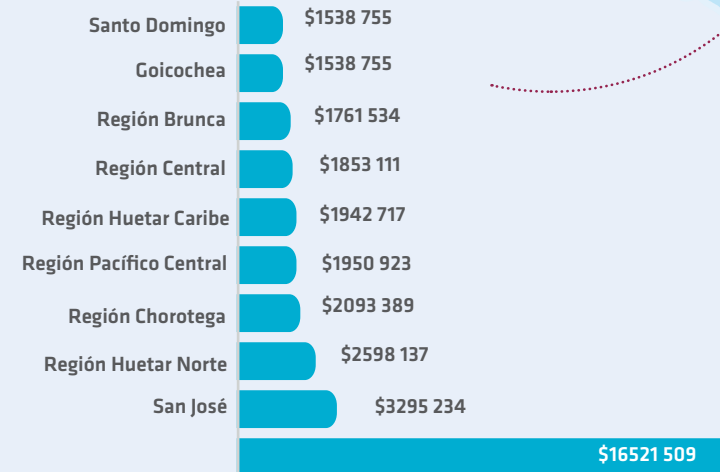 Santo Domingo $1538 755
Goicochea $1538 755
Región Brunca $1761 534
Región Central $1853 111
Región Huetar Caribe $1942 717
Región Pacífico Central $1950 923
Región Chorotega $2093 389
Región Huetar Norte $2598 137
San José $3295 234
$16521 509